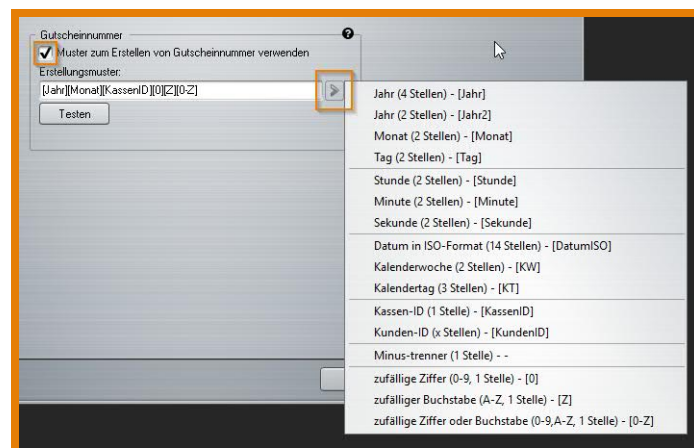 Gutscheinnummer
Muster zum Erstellen von Gutscheinnummer verwenden
Erstellungsmuster:
[Jahr][Monat][KassenID][0][Z][0-Z]
Testen
Jahr (4 Stellen) - [Jahr]
Jahr (2 Stellen) - [Jahr2]
Monat (2 Stellen) - [Monat]
Tag (2 Stellen) - [Tag]
Stunde (2 Stellen) - [Stunde]
Minute (2 Stellen) - [Minute]
Sekunde (2 Stellen) - [Sekunde]
Datum in ISO-Format (14 Stellen) - [DatumISO]
Kalenderwoche (2 Stellen) - [KW]
Kalendertag (3 Stellen) - [KT]
Kassen-ID (1 Stelle) - [KassenID]
Kunden-ID (x Stellen) - [KundenID]
Minus-trenner (1 Stelle) - -
zufällige Ziffer (0-9, 1 Stelle) - [0]
zufälliger Buchstabe (A-Z, 1 Stelle) - [Z]
zufällige Ziffer oder Buchstabe (0-9,A-Z, 1 Stelle) - [0-Z]